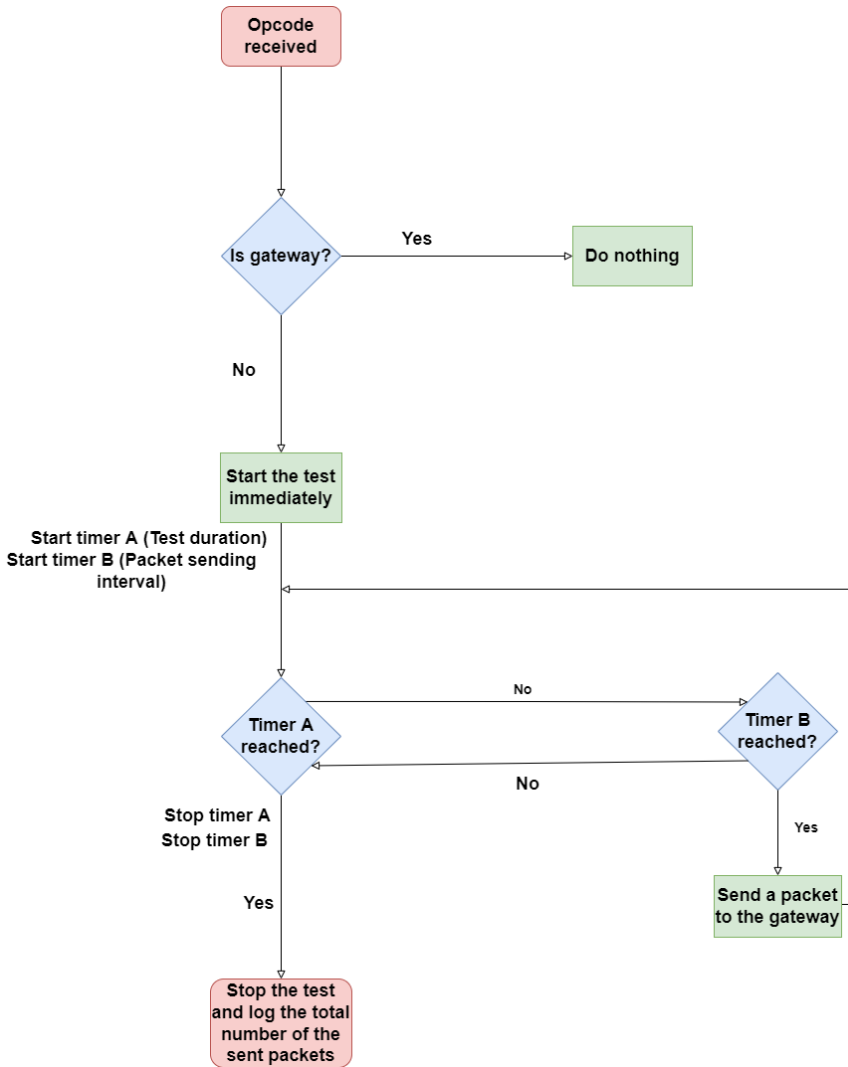 Opcode
received
Is gateway?
Yes
Do nothing
No
Start the test
immediately
Start timer A (Test duration)
Start timer B (Packet sending
interval)
Timer A
reached?
No
No
Timer B
reached?
Stop timer A
Stop timer B
Yes
Yes
Send a packet
to the gateway
Stop the test
and log the total
number of the
sent packets